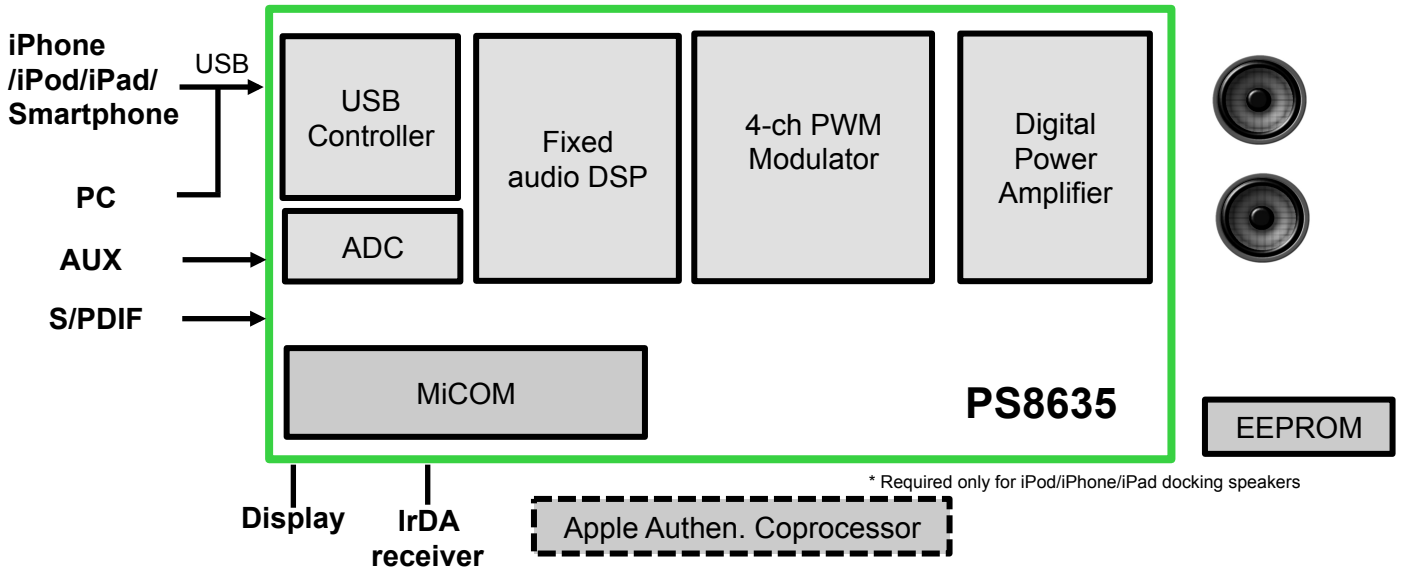 iPhone
/iPod/iPad/
Smartphone
USB
PC
AUX
S/PDIF
USB
Controller
ADC
Fixed
audio DSP
4-ch PWM
Modulator
Digital
Power
Amplifier
MiCOM
PS8635
EEPROM
* Required only for iPod/iPhone/iPad docking speakers
Display
IrDA
receiver
Apple Authen. Coprocessor